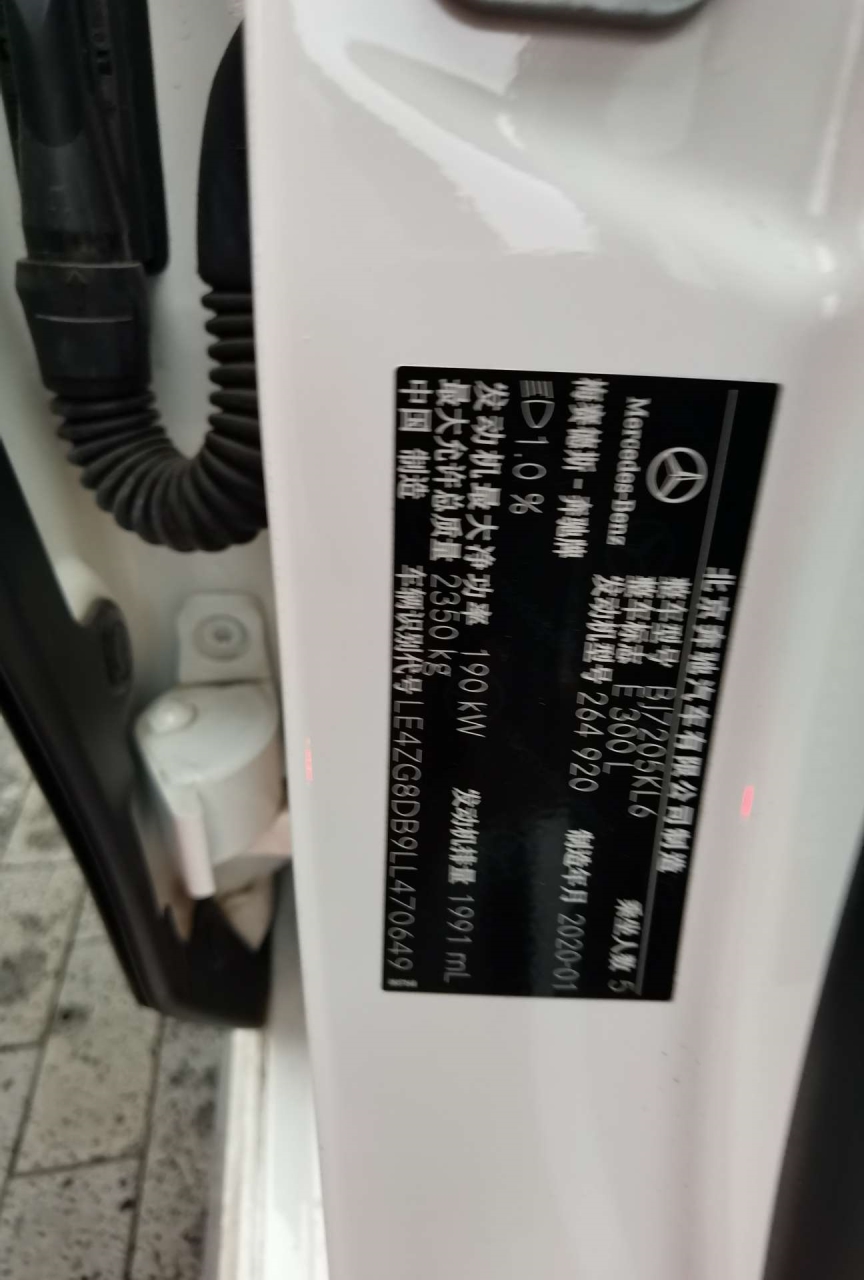 北京奔驰汽车有限公司制造
Mercedes-Benz
梅赛德斯-奔驰牌
整车型号 BJ7205KL6
整车标志 E 300 L 乘坐人数 5
发动机型号 264 920 制造年月 2020-01
1.0 %
发动机最大净功率 190 kW 发动机排量 1991 mL
最大允许总质量 2350 kg
中国 制造 车辆识别代号 LE4ZG8DB9LL470649